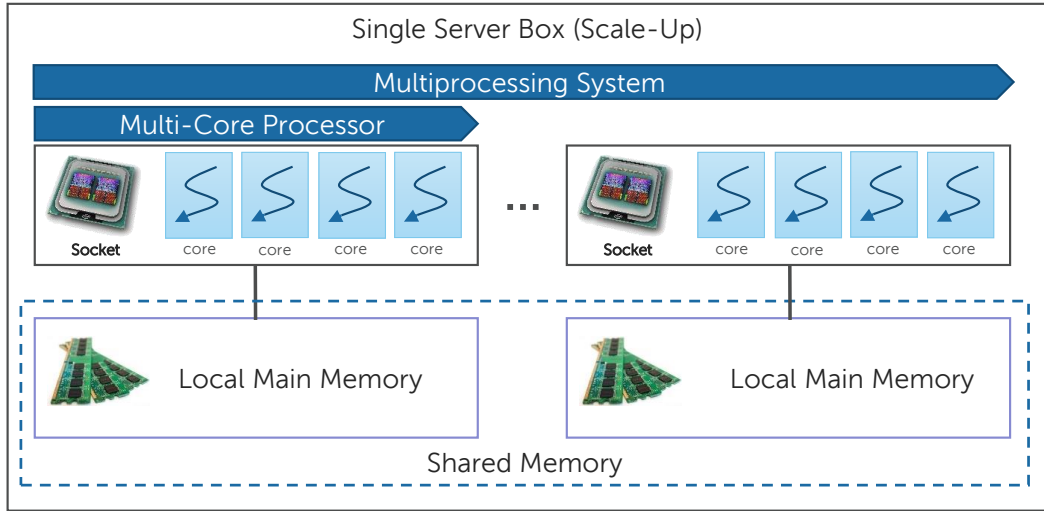 Single Server Box (Scale-Up)
Multiprocessing System
Multi-Core Processor
Socket
core core core core
...
Socket
core core core core
Local Main Memory
Local Main Memory
Shared Memory